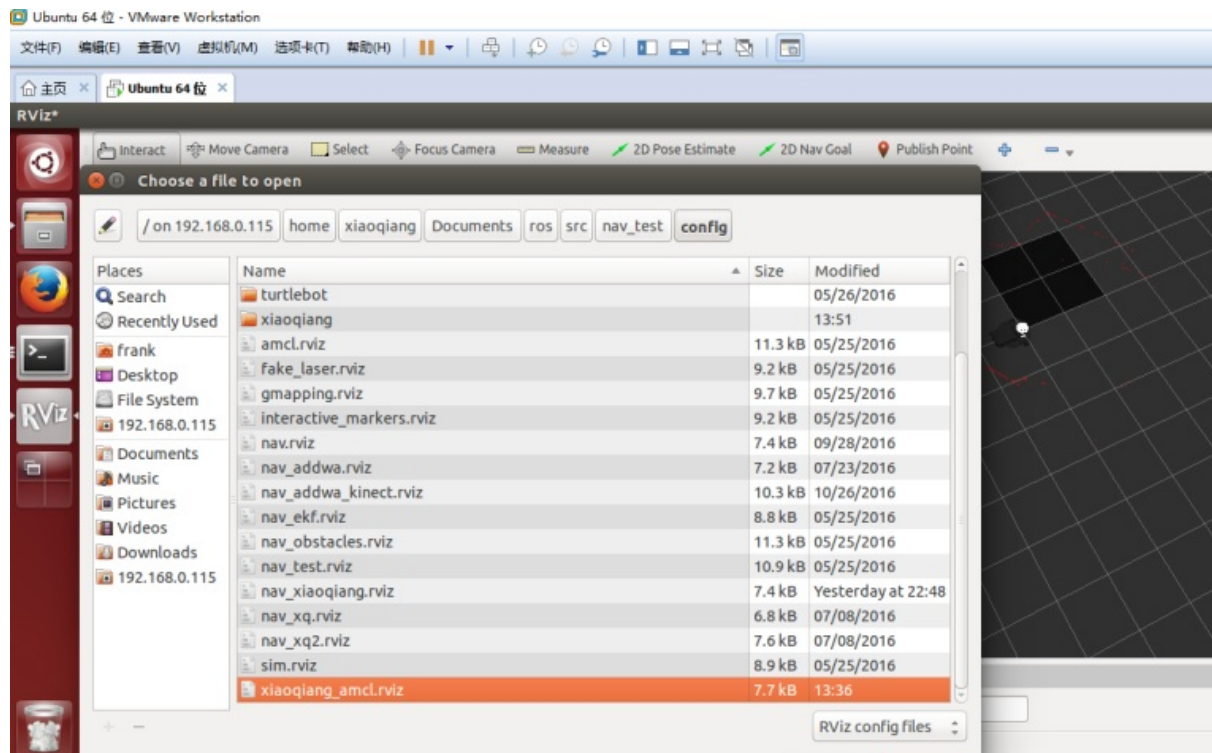 Ubuntu 64 位 - VMware Workstation
文件(F) 编辑(E) 查看(V) 虚拟机(M) 选项卡(T) 帮助(H)
主页 × Ubuntu 64 位 ×
RViz*
Interact Move Camera Select Focus Camera Measure 2D Pose Estimate 2D Nav Goal Publish Point
Choose a file to open
/ on 192.168.0.115 home xiaoqiang Documents ros src nav_test config
Places Name Size Modified
Search turtlebot 05/26/2016
Recently Used xiaoqiang 13:51
frank amcl.rviz 11.3 kB 05/25/2016
Desktop fake_laser.rviz 9.2 kB 05/25/2016
File System gmapping.rviz 9.7 kB 05/25/2016
192.168.0.115 interactive_markers.rviz 9.2 kB 05/25/2016
Documents nav.rviz 7.4 kB 09/28/2016
Music nav_addwa.rviz 7.2 kB 07/23/2016
Pictures nav_addwa_kinect.rviz 10.3 kB 10/26/2016
Videos nav_ekf.rviz 8.8 kB 05/25/2016
Downloads nav_obstacles.rviz 11.3 kB 05/25/2016
192.168.0.115 nav_test.rviz 10.9 kB 05/25/2016
nav_xiaoqiang.rviz 7.4 kB Yesterday at 22:48
nav_xq.rviz 6.8 kB 07/08/2016
nav_xq2.rviz 7.6 kB 07/08/2016
sim.rviz 8.9 kB 05/25/2016
xiaoqiang_amcl.rviz 7.7 kB 13:36
RViz
RViz config files